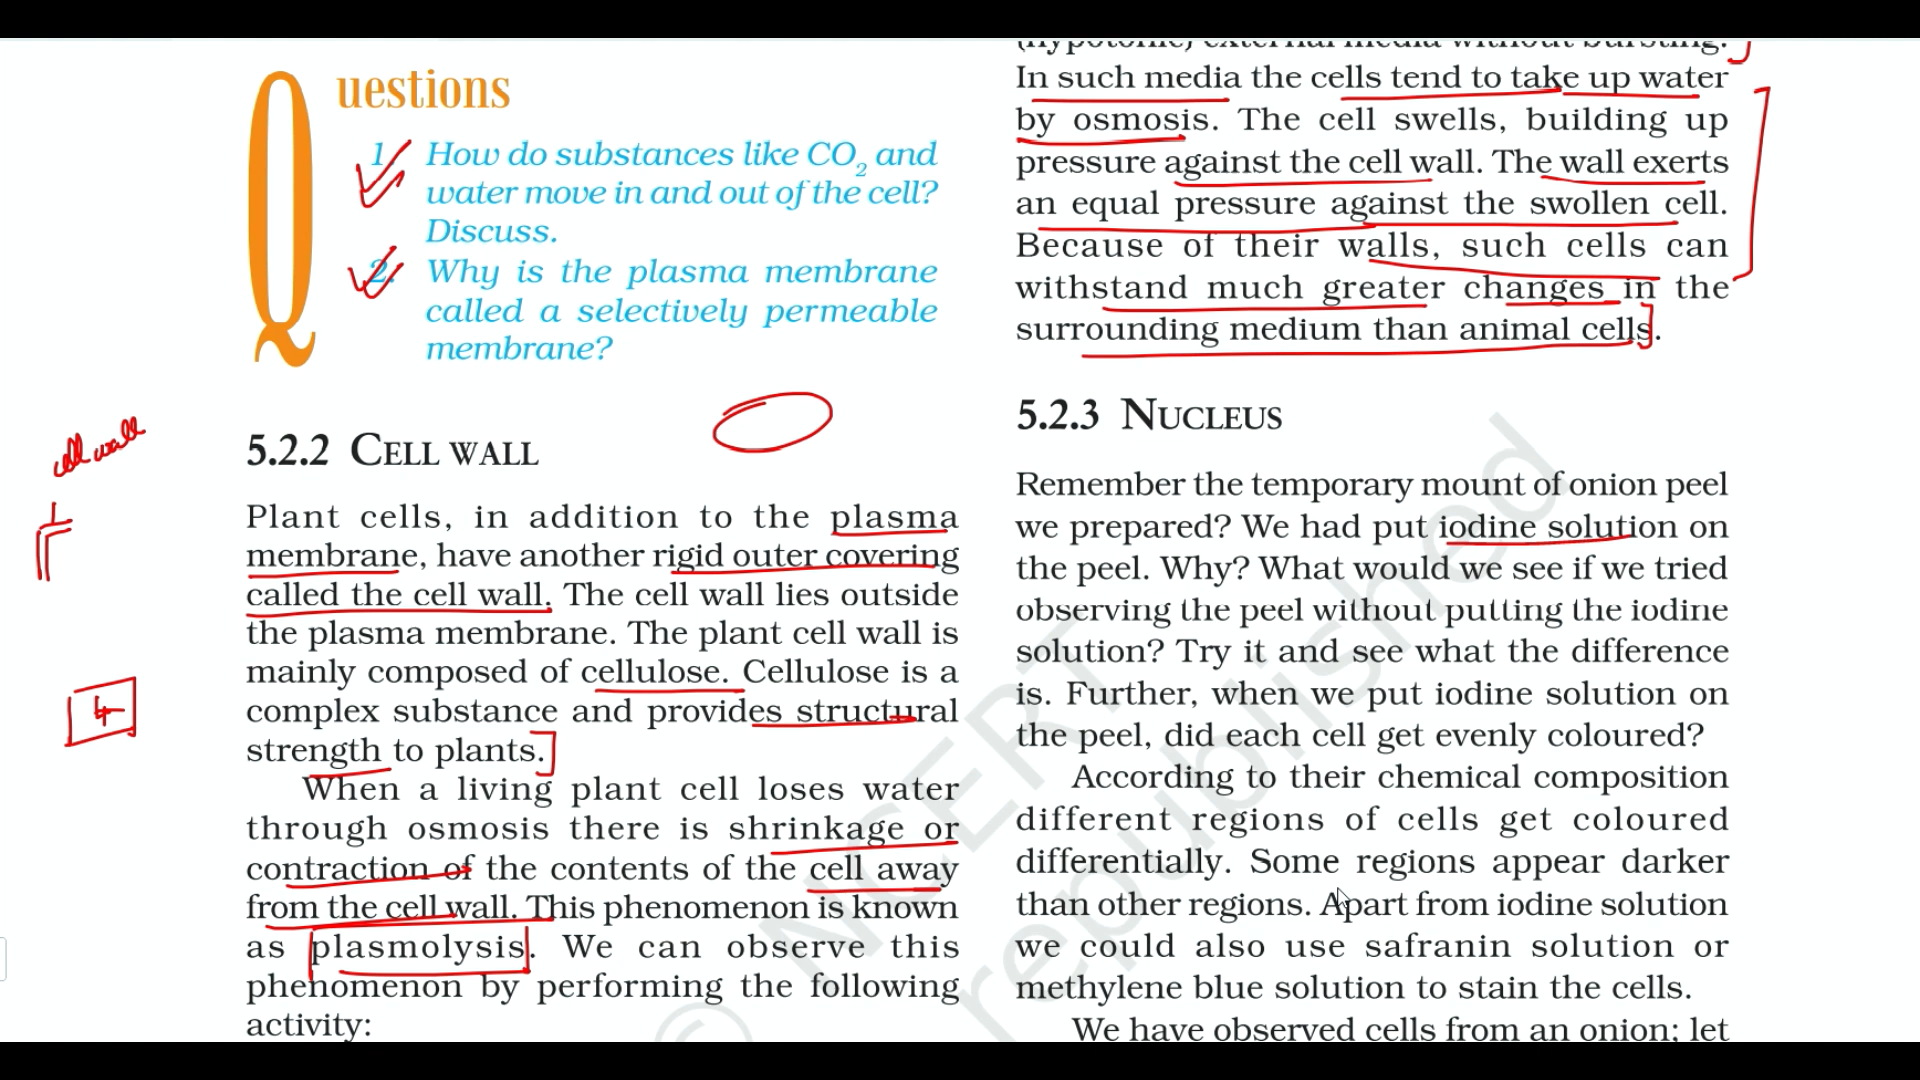 Questions
1. How do substances like CO2 and
water move in and out of the cell?
Discuss.
2. Why is the plasma membrane
called a selectively permeable
membrane?
cell wall
5.2.2 CELL WALL
Plant cells, in addition to the plasma
membrane, have another rigid outer covering
called the cell wall. The cell wall lies outside
the plasma membrane. The plant cell wall is
mainly composed of cellulose. Cellulose is a
complex substance and provides structural
strength to plants.
When a living plant cell loses water
through osmosis there is shrinkage or
contraction of the contents of the cell away
from the cell wall. This phenomenon is known
as plasmolysis. We can observe this
phenomenon by performing the following
activity:
(hypotonic) external media without bursting.
In such media the cells tend to take up water
by osmosis. The cell swells, building up
pressure against the cell wall. The wall exerts
an equal pressure against the swollen cell.
Because of their walls, such cells can
withstand much greater changes in the
surrounding medium than animal cells.
5.2.3 NUCLEUS
Remember the temporary mount of onion peel
we prepared? We had put iodine solution on
the peel. Why? What would we see if we tried
observing the peel without putting the iodine
solution? Try it and see what the difference
is. Further, when we put iodine solution on
the peel, did each cell get evenly coloured?
According to their chemical composition
different regions of cells get coloured
differentially. Some regions appear darker
than other regions. Apart from iodine solution
we could also use safranin solution or
methylene blue solution to stain the cells.
We have observed cells from an onion; let
© NCERT
republished